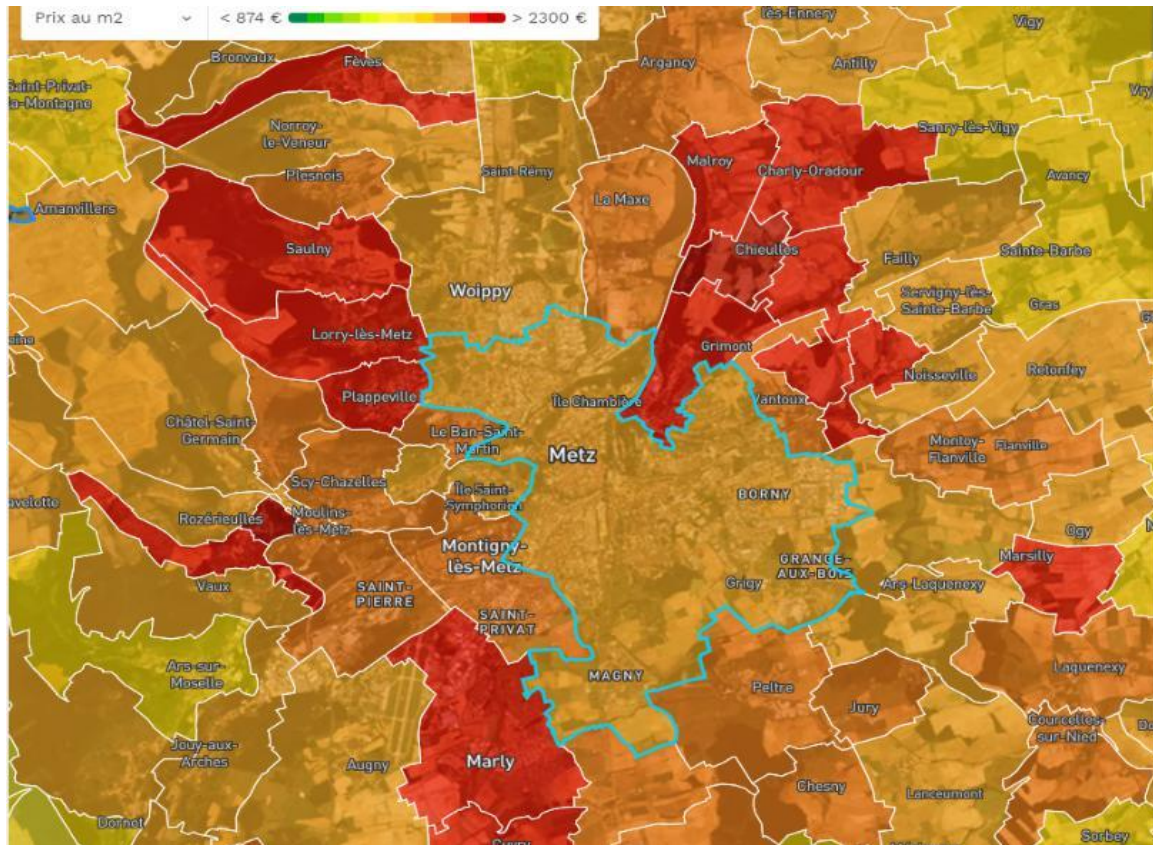 Prix au m2
< 874 €
> 2300 €
lès-Ennery
Vigy
Bronvaux
Fèves
Argancy
Antilly
Saint-Privat-
la-Montagne
Norroy-
le-Veneur
Sanry-lès-Vigy
Plesnois
Saint-Rémy
Malroy
Charly-Oradour
Avancy
Amanvillers
La Maxe
Saulny
Chieulles
Failly
Sainte-Barbe
Woippy
Servigny-lès-
Sainte-Barbe
Gras
Lorry-lès-Metz
Grimont
Noisseville
Retonfey
Plappeville
Île Chambière
Vantoux
Châtel-Saint-
Germain
Le Ban-Saint-
Martin
Montoy-
Flanville
Flanville
Metz
Scy-Chazelles
Île Saint-
Symphorien
BORNY
Rozérieulles
Moulins-
lès-Metz
Ogy
Montigny-
lès-Metz
GRANGE-
AUX-BOIS
Marsilly
Vaux
SAINT-
PIERRE
Grigy
Ars-Laquenexy
SAINT-
PRIVAT
Ars-sur-
Moselle
MAGNY
Peltre
Laquenexy
Jury
Courcelles-
sur-Nied
Jouy-aux-
Arches
Augny
Marly
Chesny
Lanceumont
Dornot
Sorbey
Cuvry